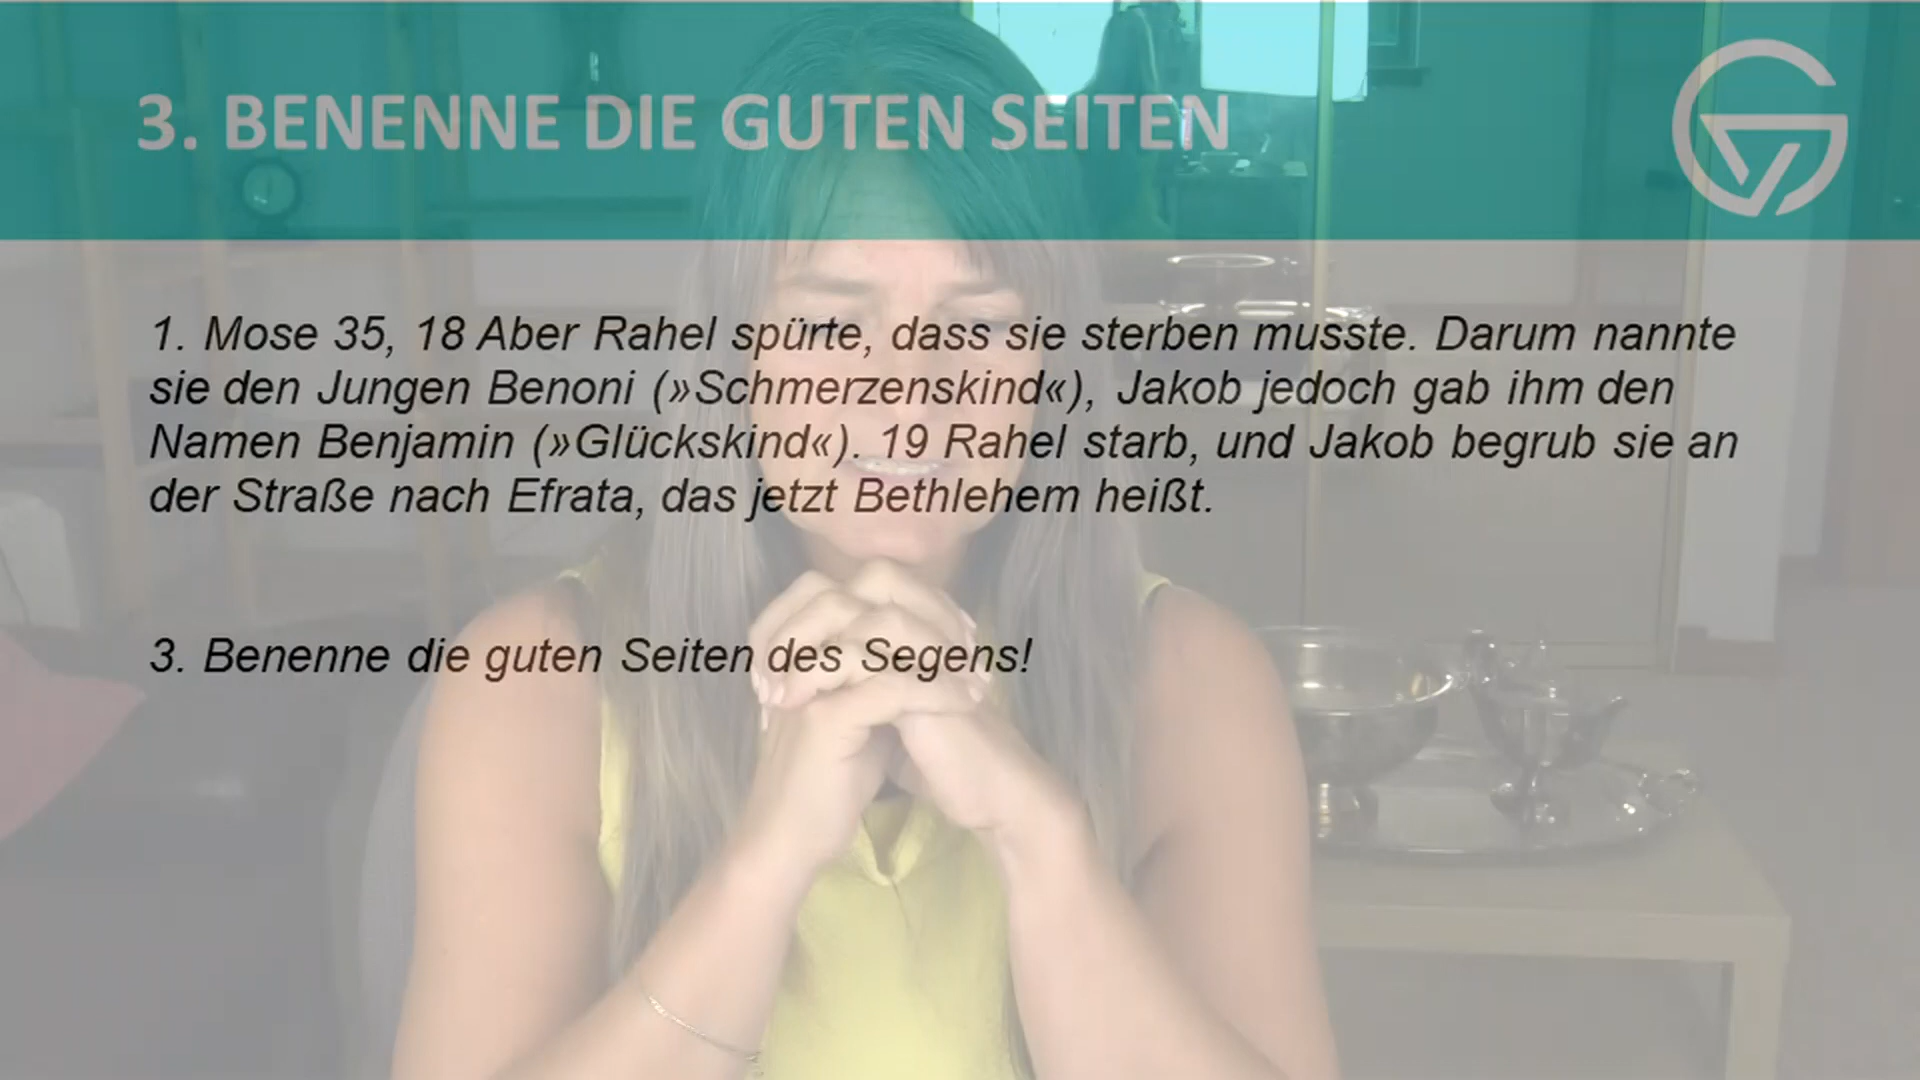 3. BENENNE DIE GUTEN SEITEN
1. Mose 35, 18 Aber Rahel spürte, dass sie sterben musste. Darum nannte
sie den Jungen Benoni (»Schmerzenskind«), Jakob jedoch gab ihm den
Namen Benjamin (»Glückskind«). 19 Rahel starb, und Jakob begrub sie an
der Straße nach Efrata, das jetzt Bethlehem heißt.
3. Benenne die guten Seiten des Segens!